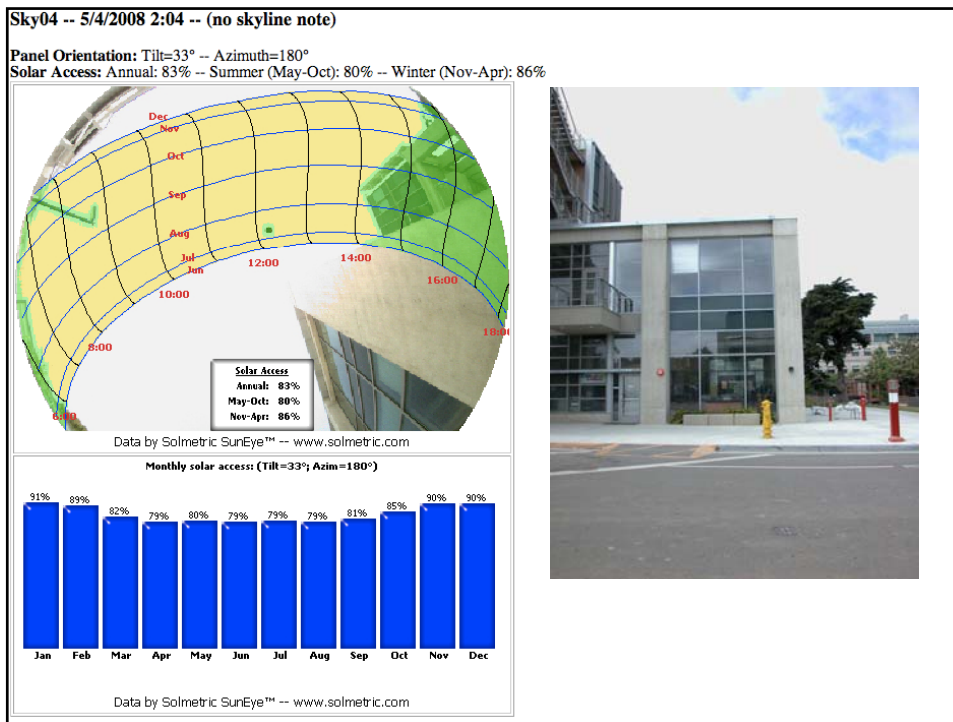 Sky04 -- 5/4/2008 2:04 -- (no skyline note)
Panel Orientation: Tilt=33° -- Azimuth=180°
Solar Access: Annual: 83% -- Summer (May-Oct): 80% -- Winter (Nov-Apr): 86%
Dec
Nov
Oct
Sep
Aug
Jul
Jun
12:00
14:00
16:00
10:00
18:00
8:00
6:00
Solar Access
Annual: 83%
May-Oct: 80%
Nov-Apr: 86%
Data by Solmetric SunEye™ -- www.solmetric.com
Monthly solar access: (Tilt=33°; Azim=180°)
91% 89% 82% 79% 80% 79% 79% 79% 81% 85% 90% 90%
Jan Feb Mar Apr May Jun Jul Aug Sep Oct Nov Dec
Data by Solmetric SunEye™ -- www.solmetric.com